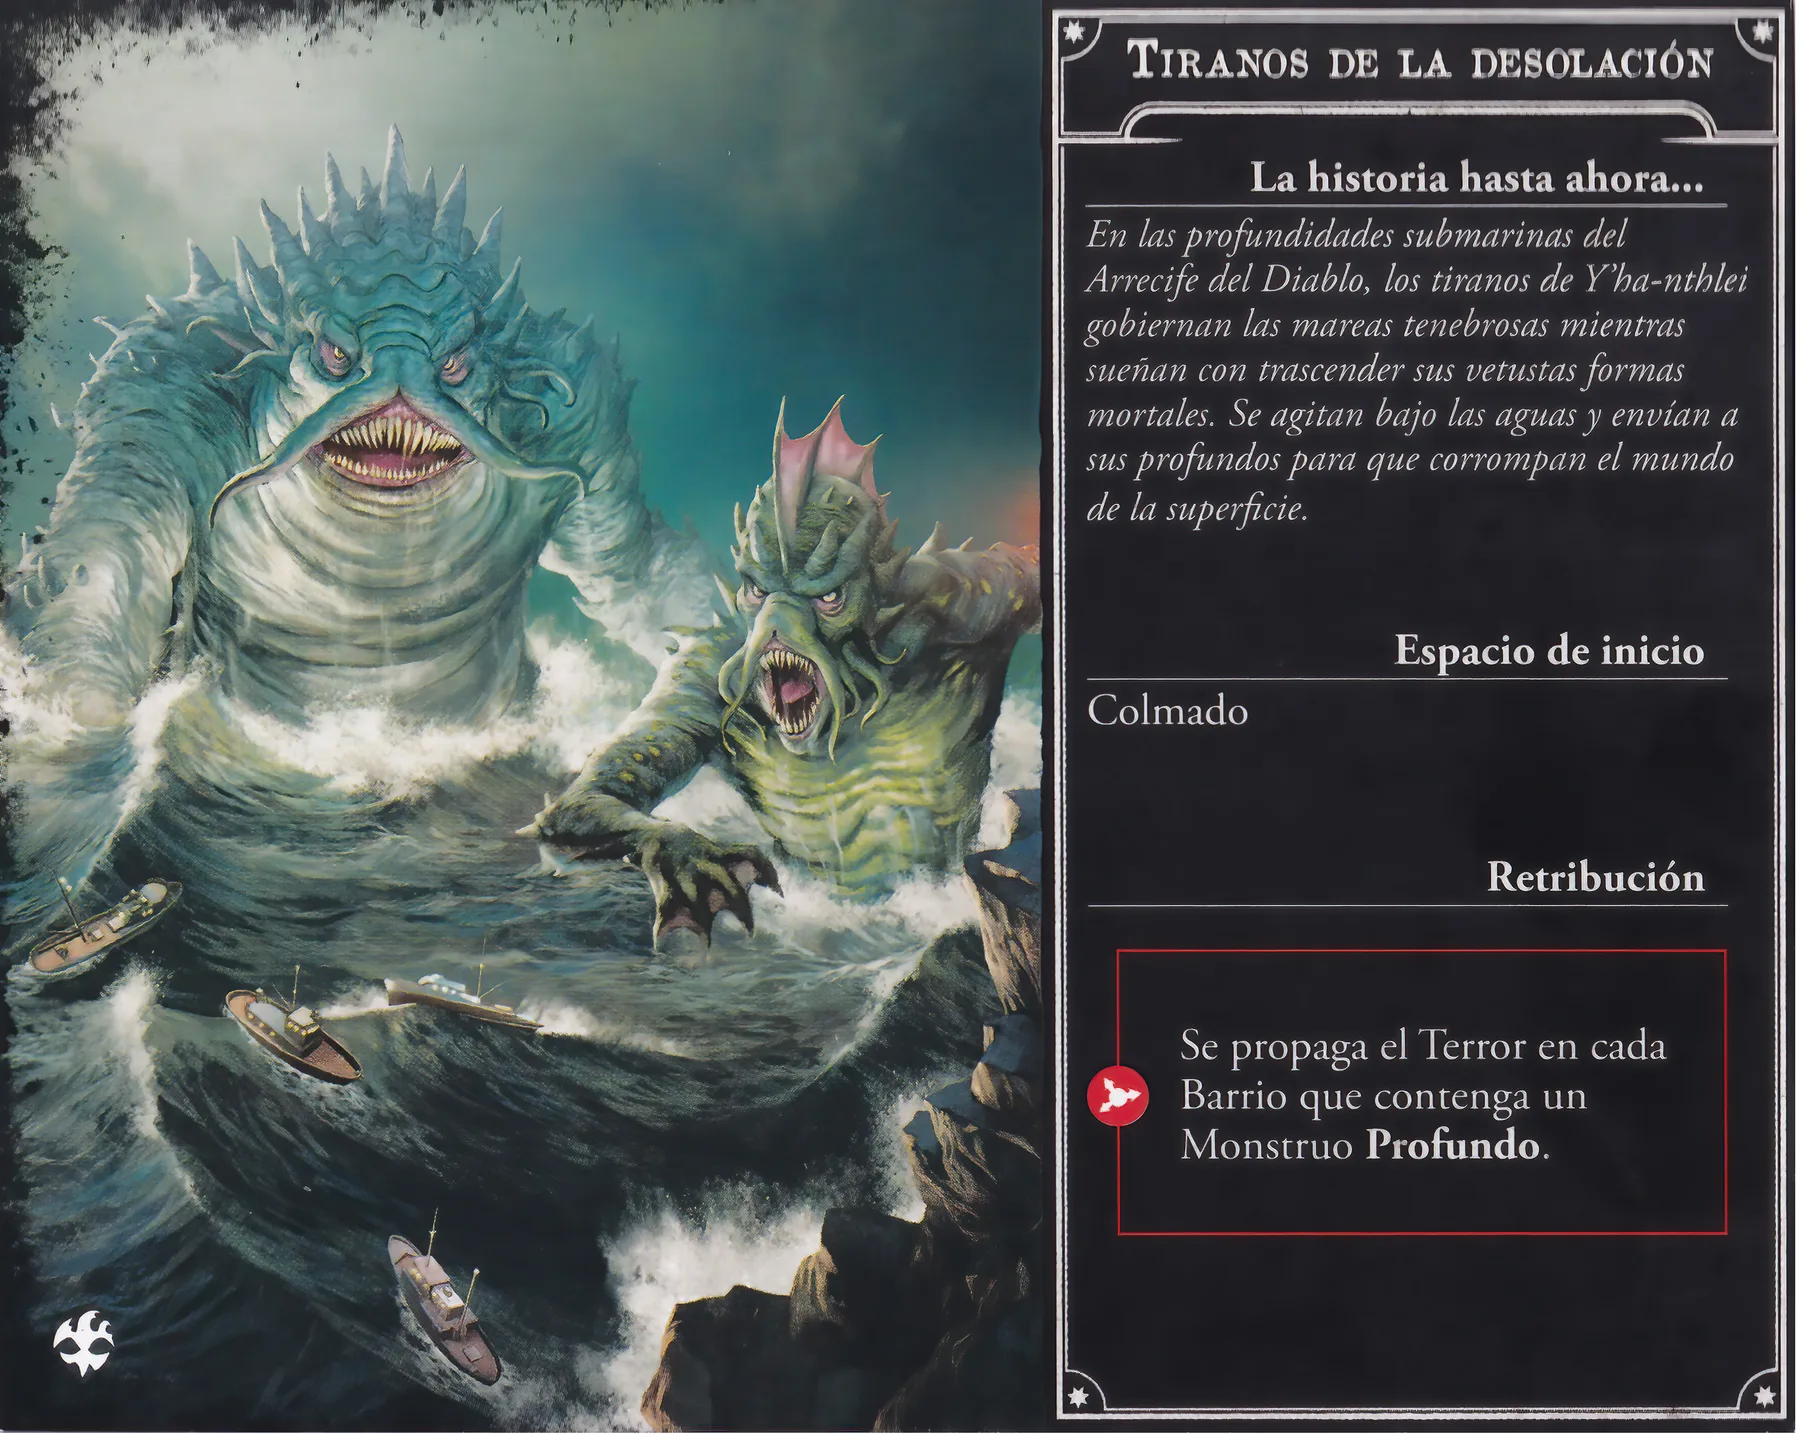 Tiranos de la desolación
La historia hasta ahora...
En las profundidades submarinas del
Arrecife del Diablo, los tiranos de Y'ha-nthlei
gobiernan las mareas tenebrosas mientras
sueñan con trascender sus vetustas formas
mortales. Se agitan bajo las aguas y envían a
sus profundos para que corrompan el mundo
de la superficie.
Espacio de inicio
Colmado
Retribución
Se propaga el Terror en cada
Barrio que contenga un
Monstruo Profundo.